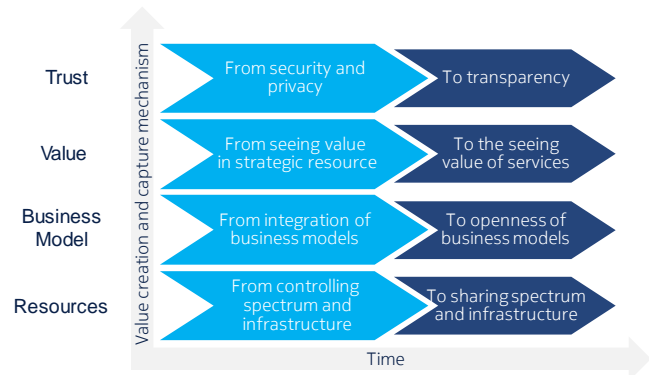 Value creation and capture mechanism
Trust
From security and
privacy
To transparency
Value
From seeing value
in strategic resource
To the seeing
value of services
Business
Model
From integration of
business models
To openness of
business models
Resources
From controlling
spectrum and
infrastructure
To sharing spectrum
and infrastructure
Time